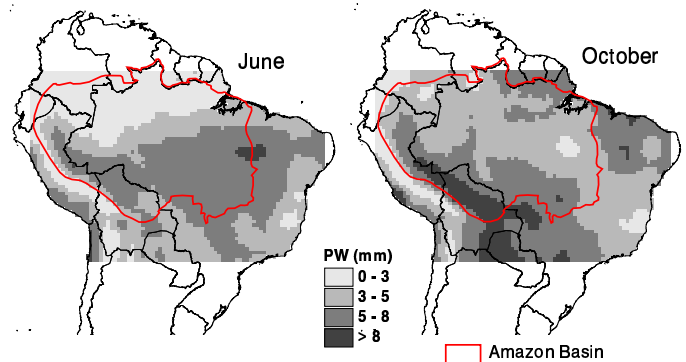 June
October
PW (mm)
0 - 3
3 - 5
5 - 8
> 8
Amazon Basin